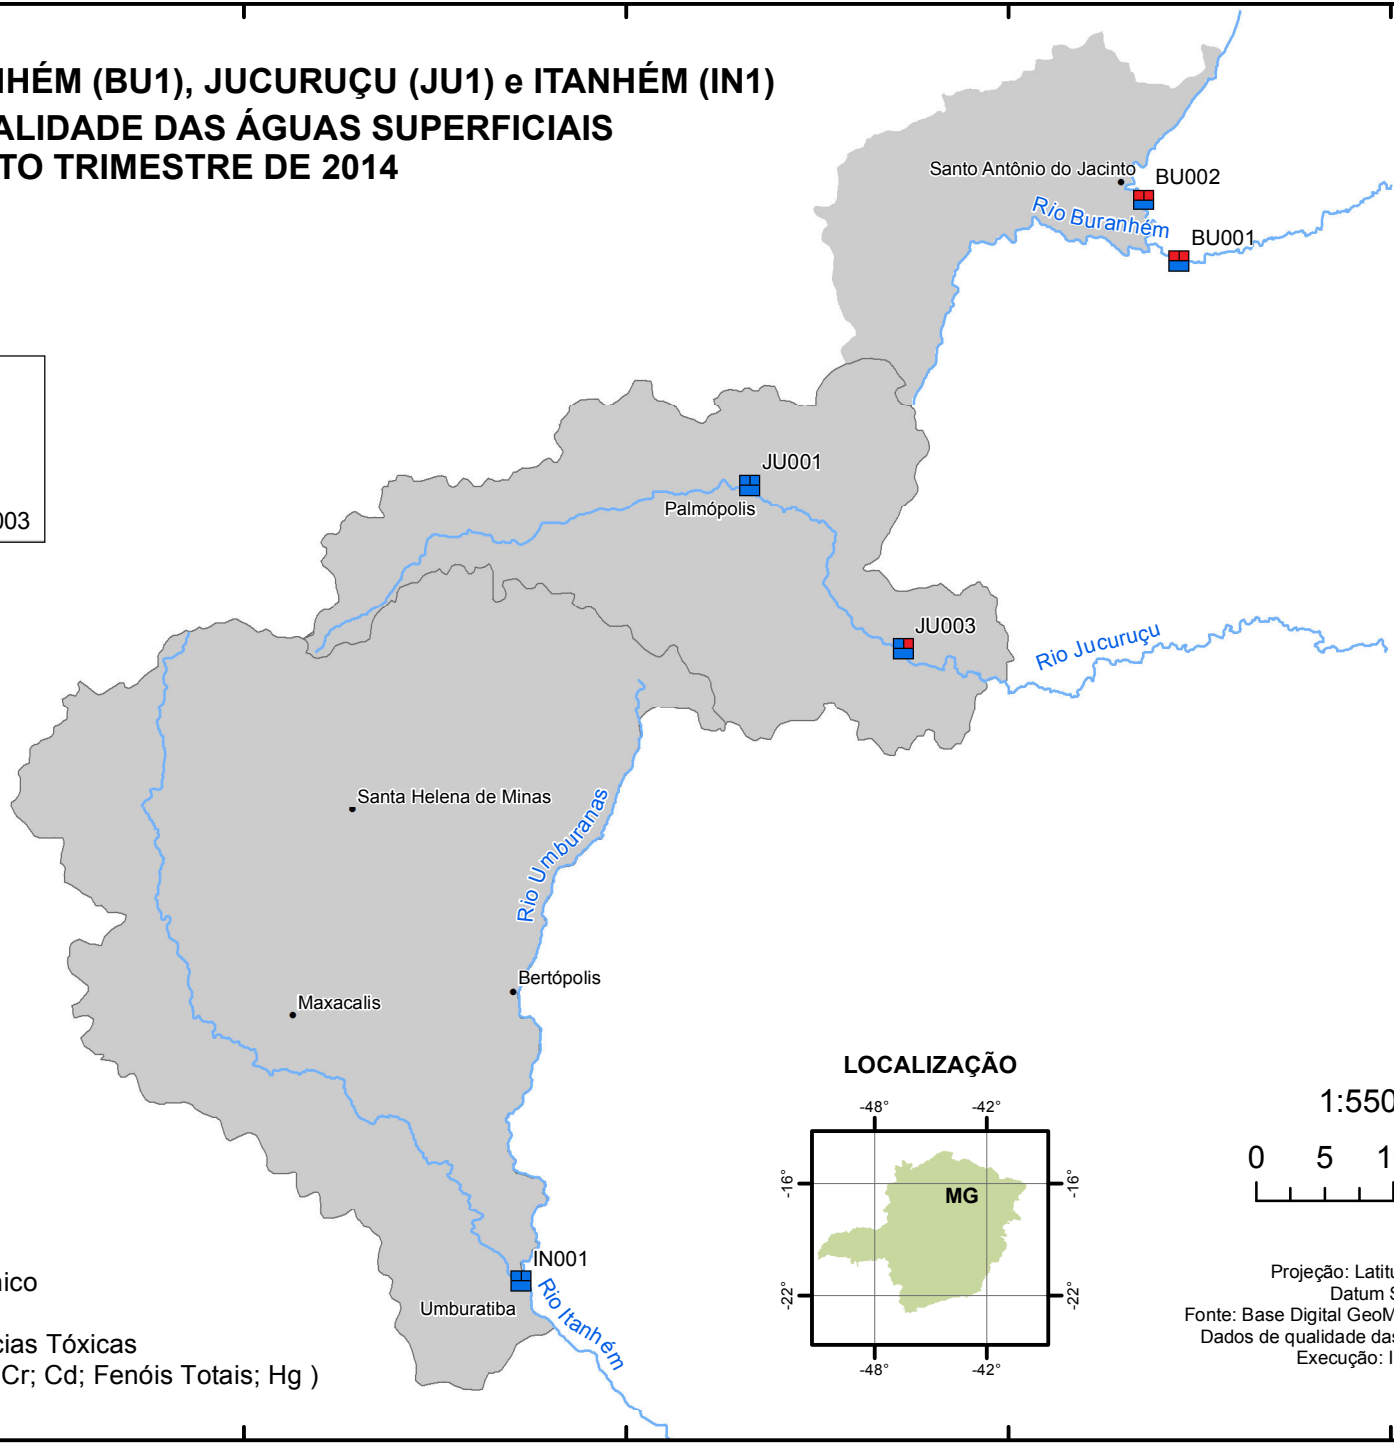 NHÉM (BU1), JUCURUÇU (JU1) e ITANHÉM (IN1)
ALIDADE DAS ÁGUAS SUPERFICIAIS
TO TRIMESTRE DE 2014
Santo Antônio do Jacinto
BU002
Rio Buranhém
BU001
003
JU001
Palmópolis
JU003
Rio Jucuruçu
Santa Helena de Minas
Rio Umburanas
Bertópolis
Maxacalis
IN001
Umburatiba
Rio Itanhém
LOCALIZAÇÃO
-48° -42°
-16° -16°
MG
-22° -22°
-48° -42°
1:550
0 5 1
Projeção: Latitu
Datum S
Fonte: Base Digital GeoM
Dados de qualidade das
Execução: I
nico
cias Tóxicas
Cr; Cd; Fenóis Totais; Hg )